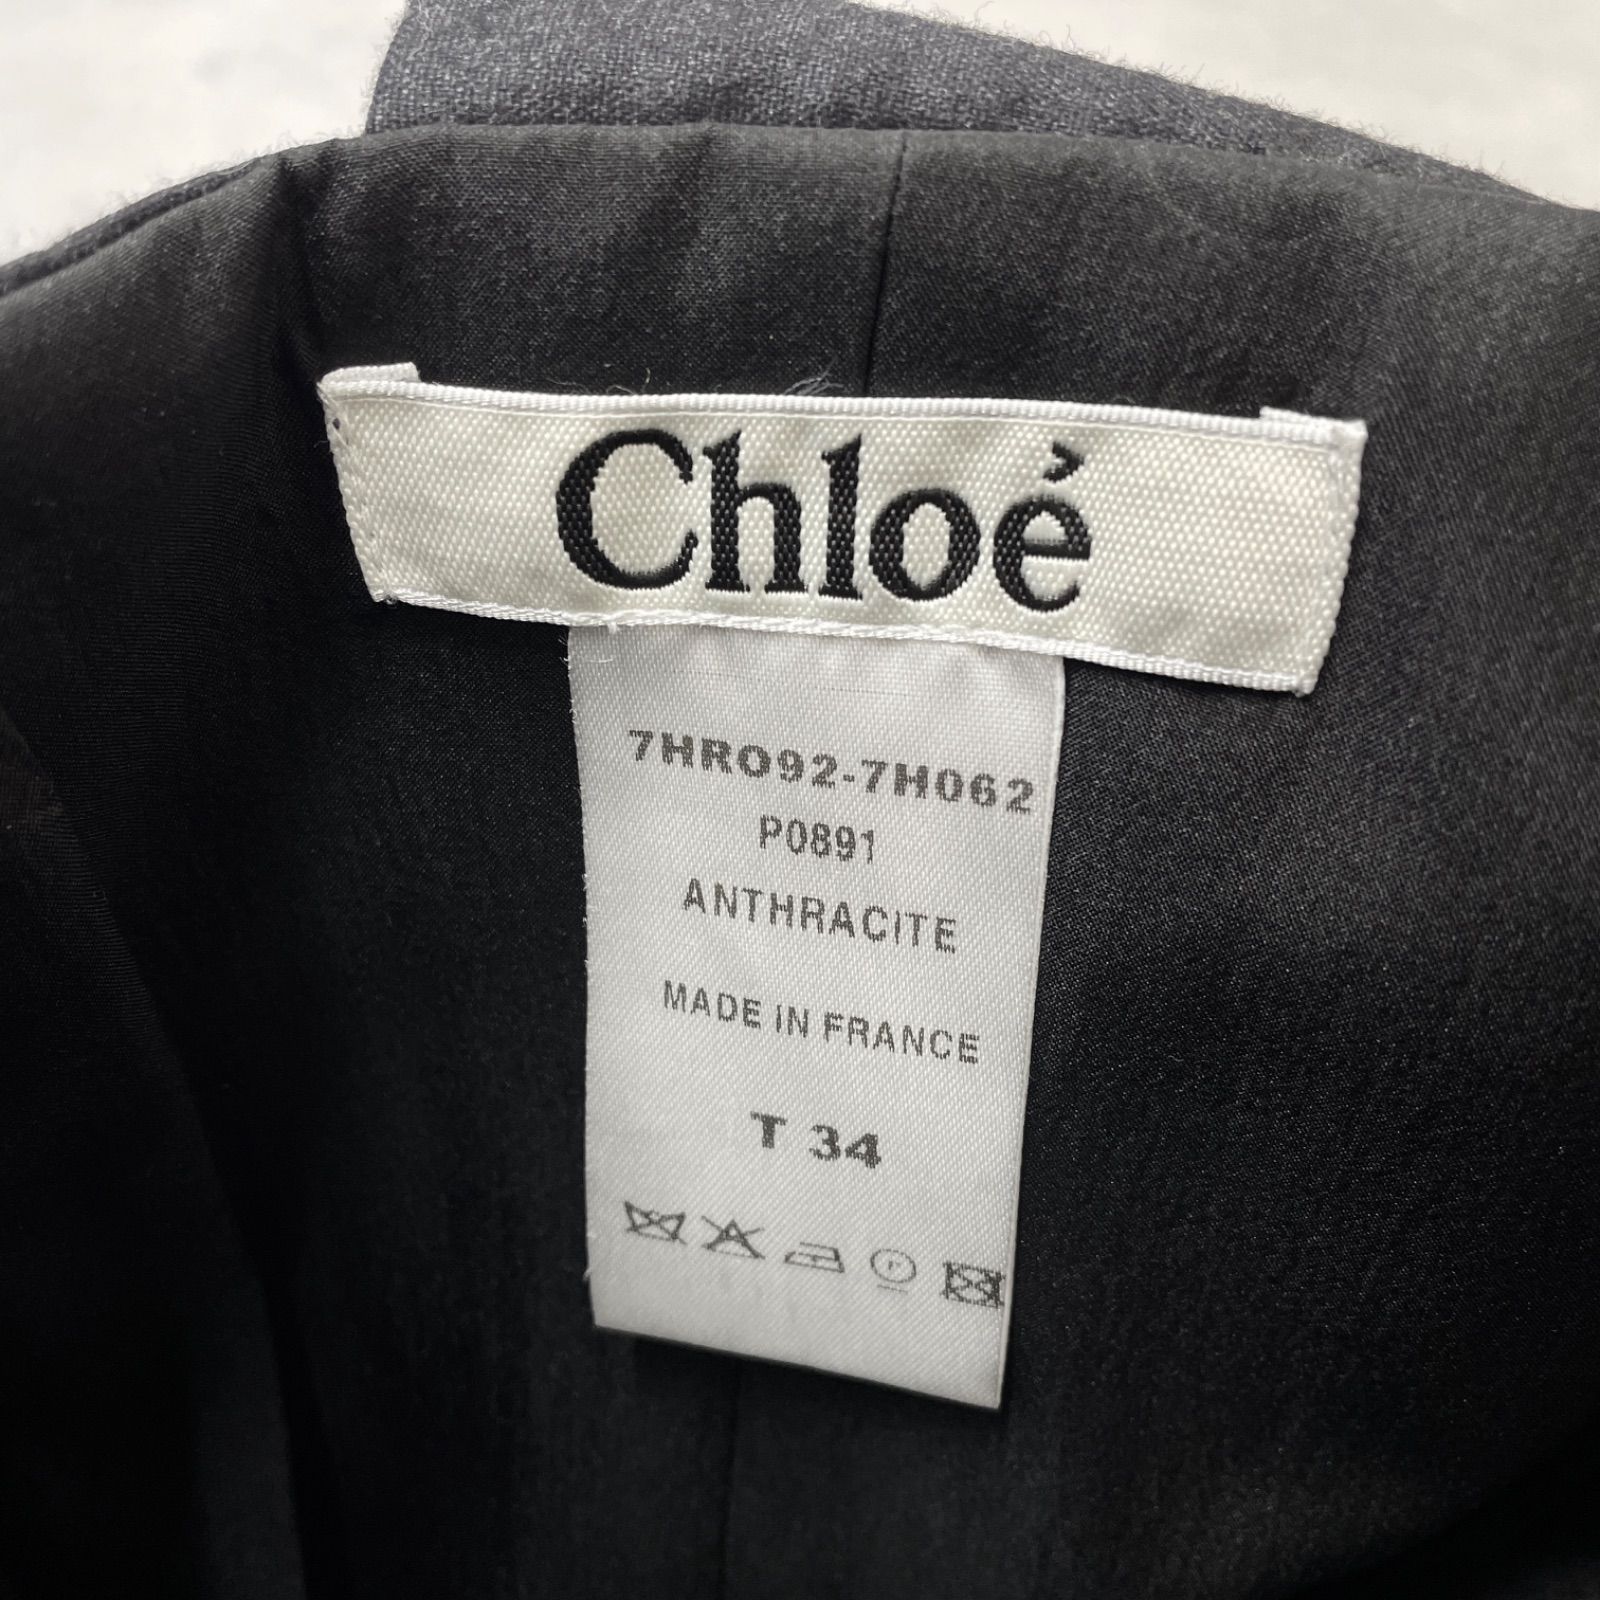 Chloé
7HRO92-7H062
P0891
ANTHRACITE
MADE IN FRANCE
T 34
P